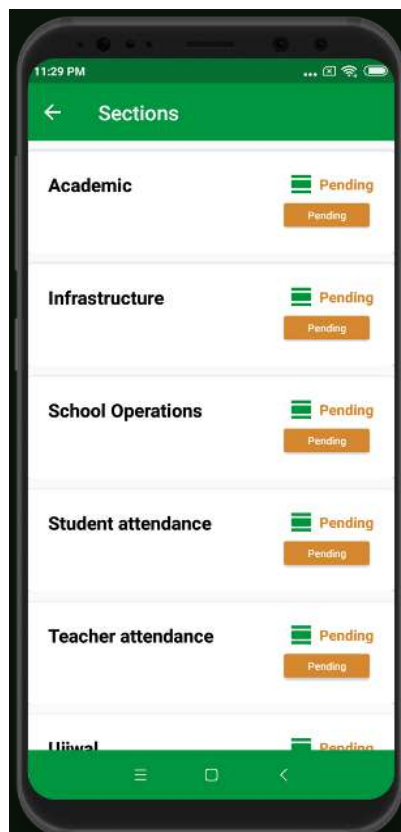 11:29 PM
Sections
Academic
Pending
Pending
Infrastructure
Pending
Pending
School Operations
Pending
Pending
Student attendance
Pending
Pending
Teacher attendance
Pending
Pending
Pending